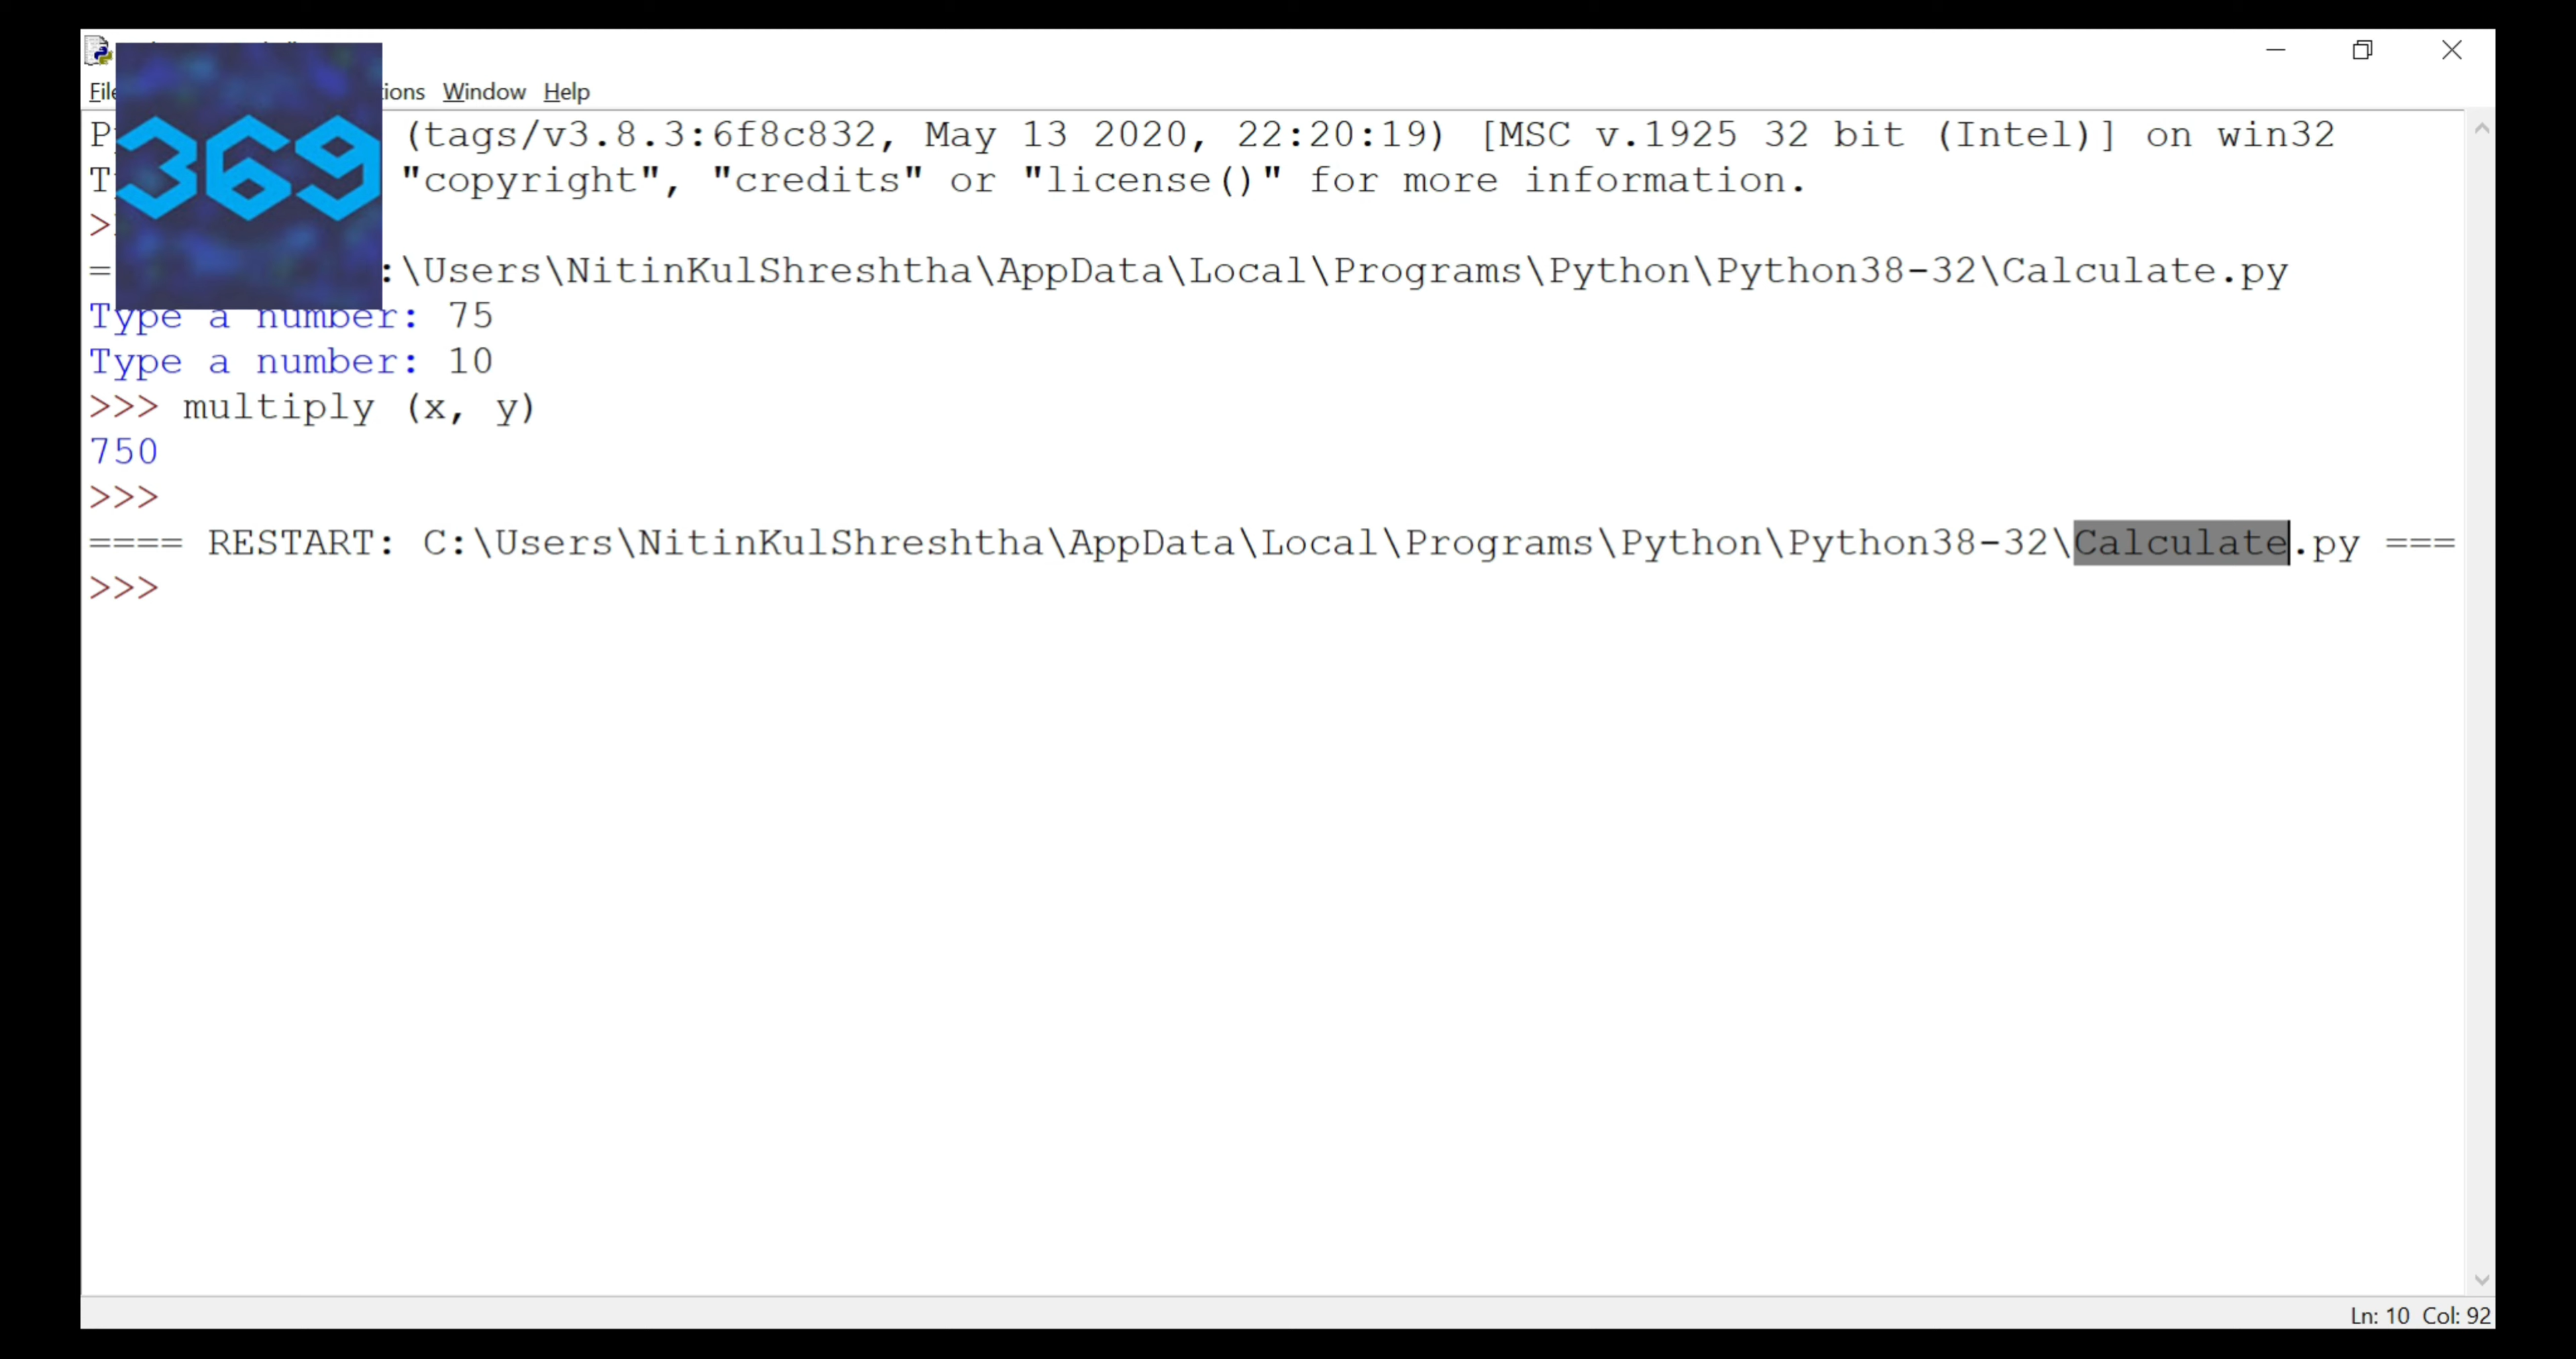 369
Window Help
(tags/v3.8.3:6f8c832, May 13 2020, 22:20:19) [MSC v.1925 32 bit (Intel)] on win32
"copyright", "credits" or "license()" for more information.
:\Users\NitinKulShreshtha\AppData\Local\Programs\Python\Python38-32\Calculate.py
Type a number: 75
Type a number: 10
>>> multiply (x, y)
750
>>>
==== RESTART: C:\Users\NitinKulShreshtha\AppData\Local\Programs\Python\Python38-32\Calculate.py ===
>>>
Ln: 10 Col: 92